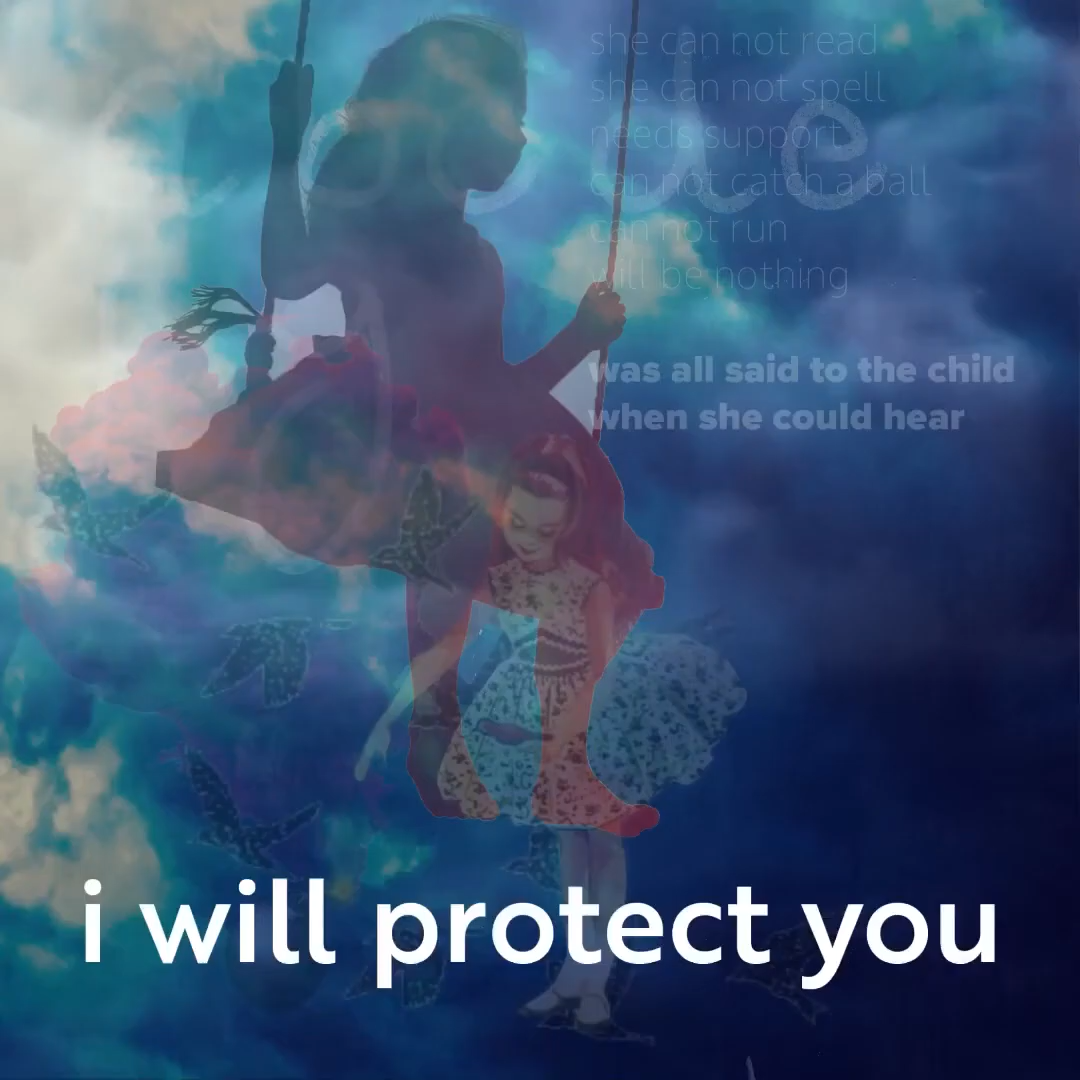 she can not read
she can not spell
needs support
can not catch a ball
can not run
will be nothing
was all said to the child
when she could hear
i will protect you